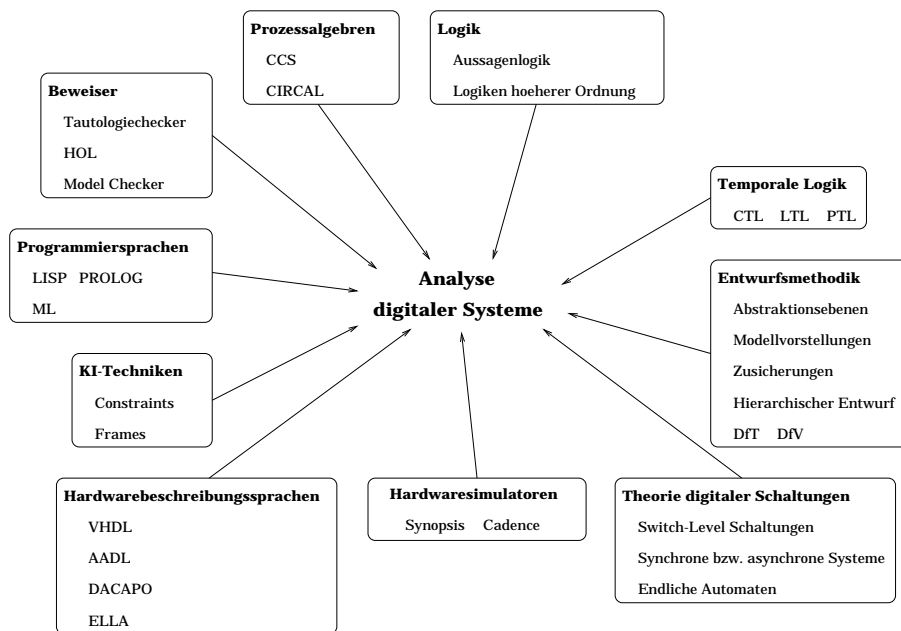 Prozessalgebren
CCS
CIRCAL
Logik
Aussagenlogik
Logiken hoeherer Ordnung
Beweiser
Tautologiechecker
HOL
Model Checker
Temporale Logik
CTL LTL PTL
Programmiersprachen
LISP PROLOG
ML
Analyse
digitaler Systeme
Entwurfsmethodik
Abstraktionsebenen
Modellvorstellungen
Zusicherungen
Hierarchischer Entwurf
DfT DfV
KI-Techniken
Constraints
Frames
Hardwarebeschreibungssprachen
VHDL
AADL
DACAPO
ELLA
Hardwaresimulatoren
Synopsis Cadence
Theorie digitaler Schaltungen
Switch-Level Schaltungen
Synchrone bzw. asynchrone Systeme
Endliche Automaten